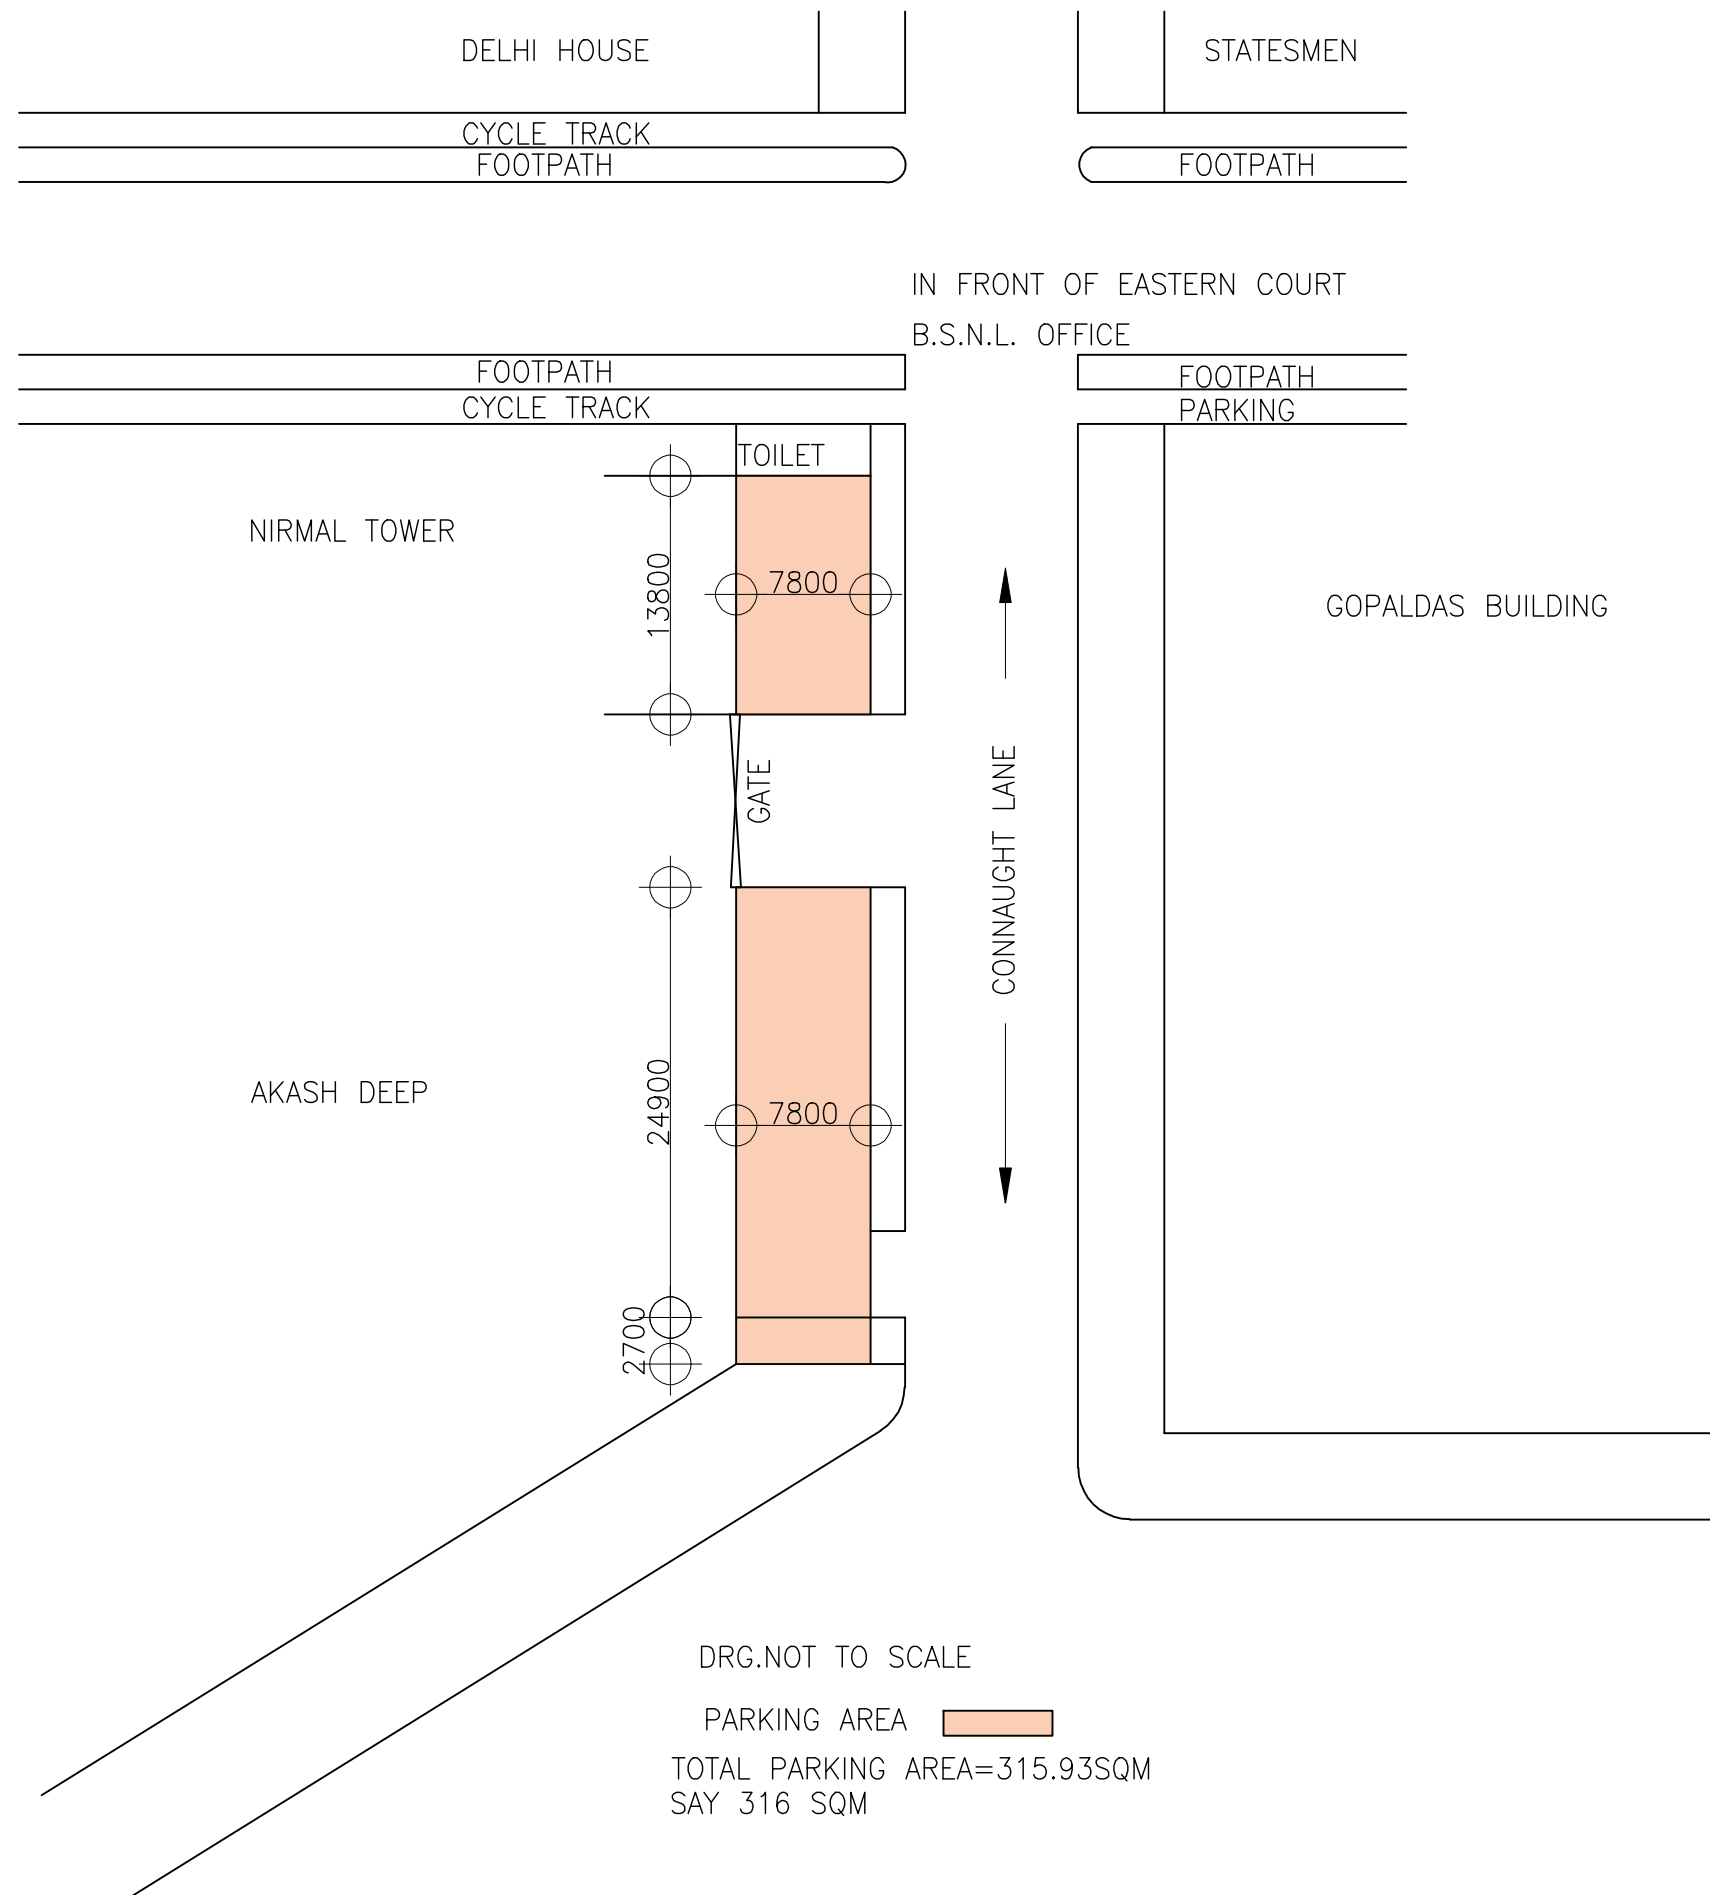 DELHI HOUSE
STATESMEN
CYCLE TRACK
FOOTPATH
FOOTPATH
IN FRONT OF EASTERN COURT
B.S.N.L. OFFICE
FOOTPATH
FOOTPATH
CYCLE TRACK
PARKING
TOILET
NIRMAL TOWER
13800
7800
GOPALDAS BUILDING
GATE
CONNAUGHT LANE
AKASH DEEP
24900
7800
2700
DRG.NOT TO SCALE
PARKING AREA
TOTAL PARKING AREA=315.93SQM
SAY 316 SQM